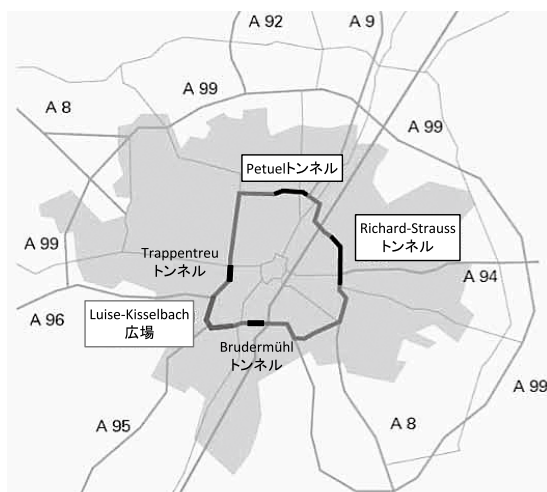 A 92
A 9
A 99
A 8
A 99
Petuelトンネル
Richard-Strauss
トンネル
A 99
Trappentreu
トンネル
A 94
Luise-Kisselbach
広場
A 96
Brudermühl
トンネル
A 99
A 95
A 8